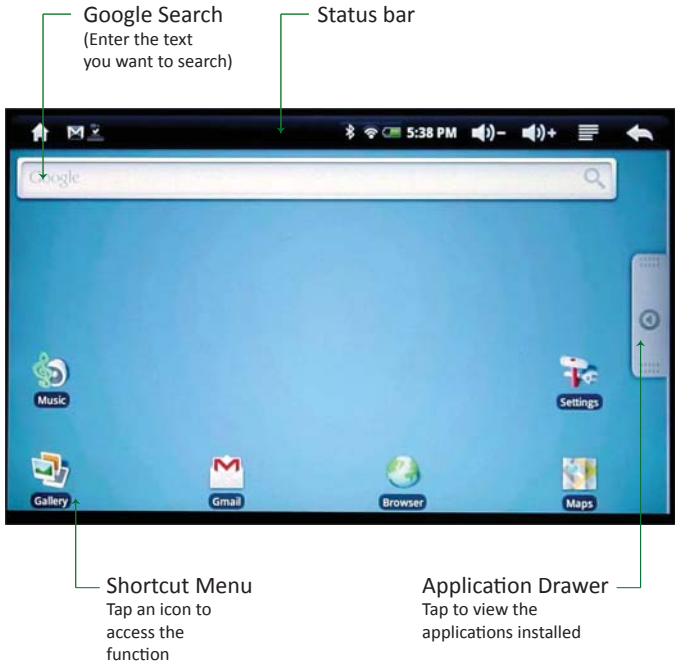 Google Search
(Enter the text
you want to search)
Status bar
5:38 PM
Google
Music
Settings
Gallery
Gmail
Browser
Maps
Shortcut Menu
Tap an icon to
access the
function
Application Drawer
Tap to view the
applications installed